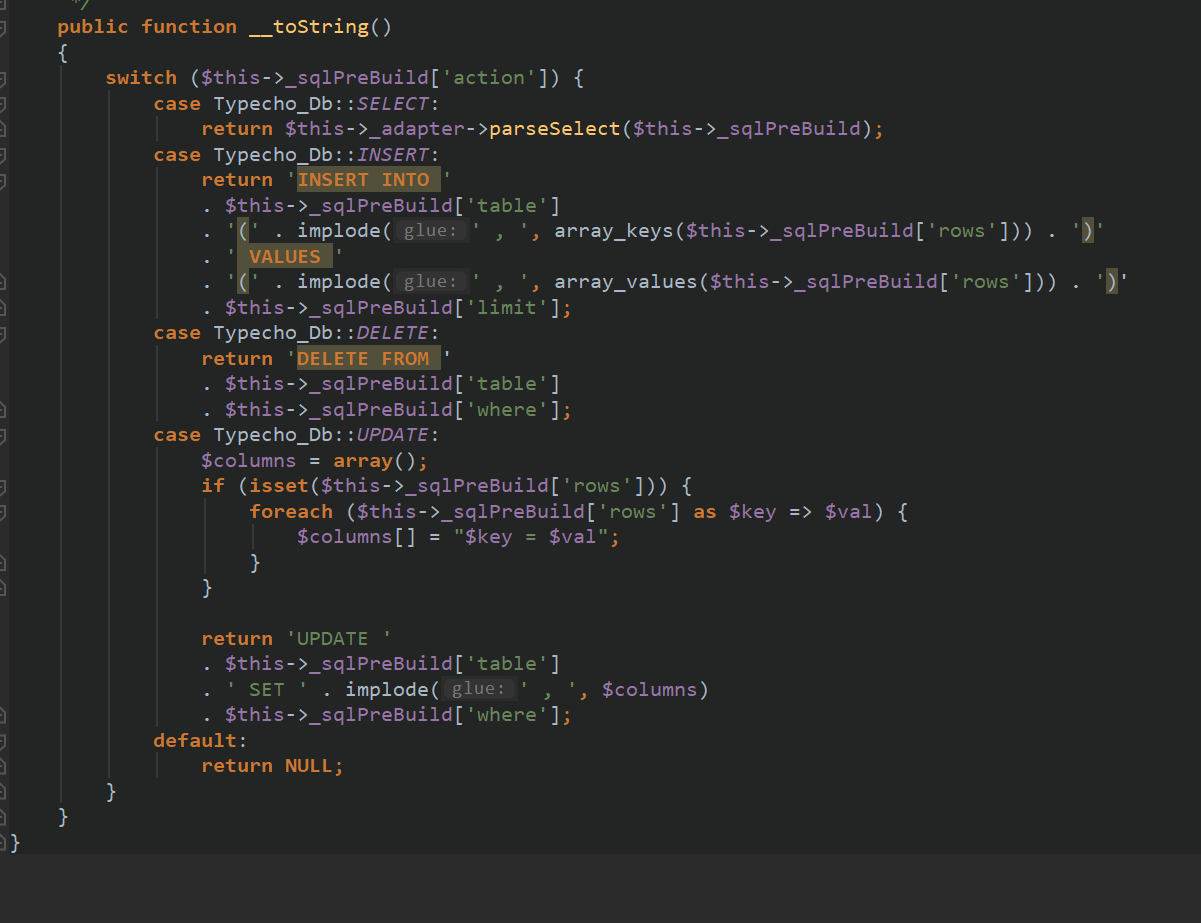 */
public function __toString()
{
switch ($this->_sqlPreBuild['action']) {
case Typecho_Db::SELECT:
return $this->_adapter->parseSelect($this->_sqlPreBuild);
case Typecho_Db::INSERT:
return 'INSERT INTO '
. $this->_sqlPreBuild['table']
. '(' . implode( glue: ' , ', array_keys($this->_sqlPreBuild['rows'])) . ')'
. ' VALUES '
. '(' . implode( glue: ' , ', array_values($this->_sqlPreBuild['rows'])) . ')'
. $this->_sqlPreBuild['limit'];
case Typecho_Db::DELETE:
return 'DELETE FROM '
. $this->_sqlPreBuild['table']
. $this->_sqlPreBuild['where'];
case Typecho_Db::UPDATE:
$columns = array();
if (isset($this->_sqlPreBuild['rows'])) {
foreach ($this->_sqlPreBuild['rows'] as $key => $val) {
$columns[] = "$key = $val";
}
}
return 'UPDATE '
. $this->_sqlPreBuild['table']
. ' SET ' . implode( glue: ' , ', $columns)
. $this->_sqlPreBuild['where'];
default:
return NULL;
}
}
}